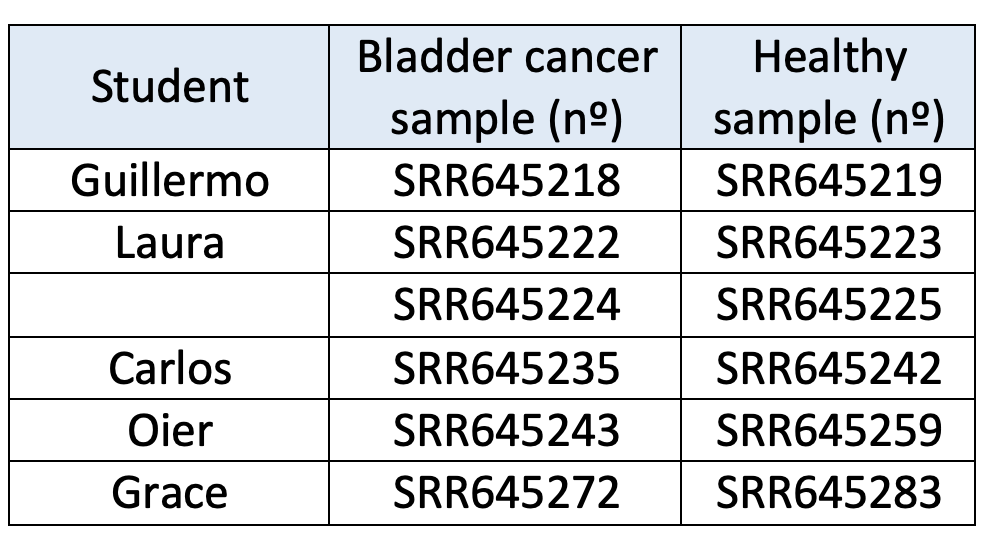 Student Bladder cancer sample (nº) Healthy sample (nº)
Guillermo SRR645218 SRR645219
Laura SRR645222 SRR645223
SRR645224 SRR645225
Carlos SRR645235 SRR645242
Oier SRR645243 SRR645259
Grace SRR645272 SRR645283